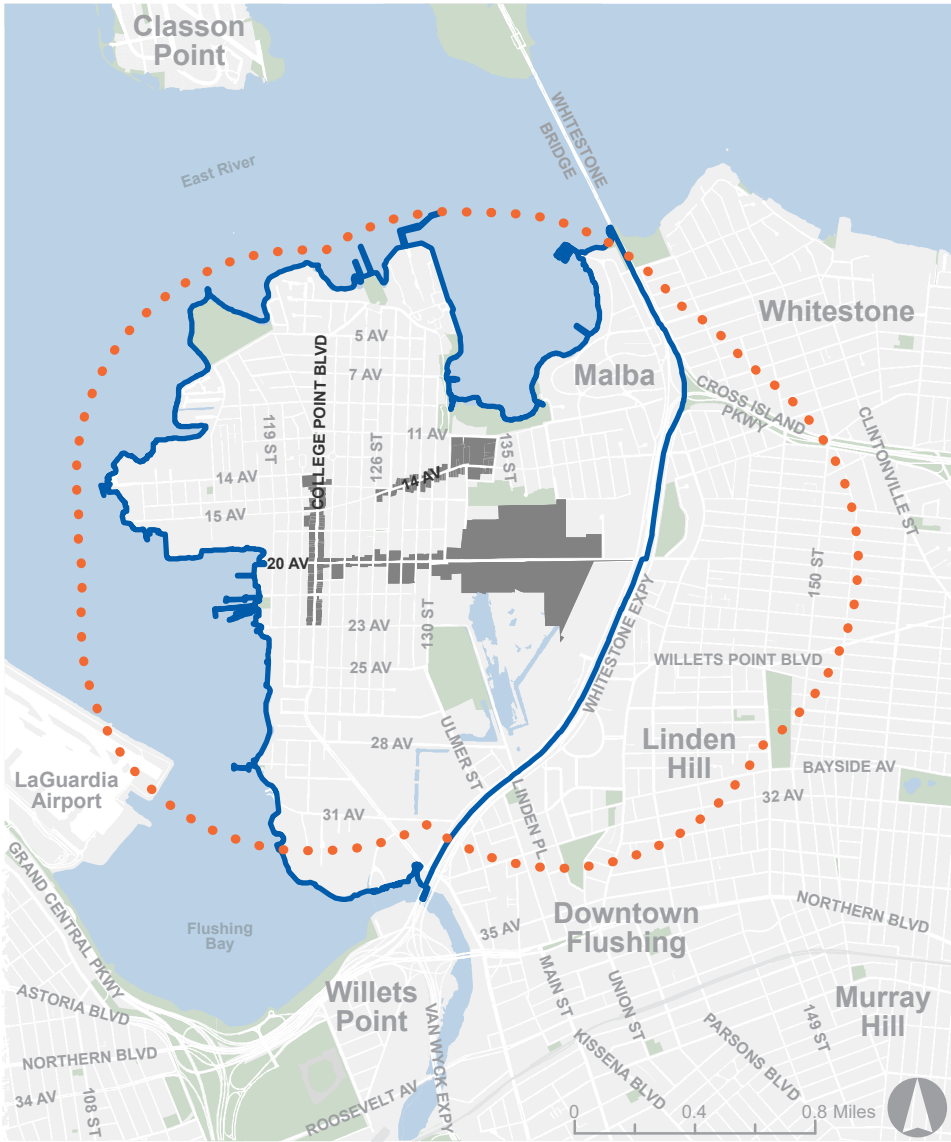 Classon
Point
WHITESTONE
BRIDGE
East River
Whitestone
5 AV
COLLEGE POINT BLVD
7 AV
Malba
CROSS ISLAND
PKWY
CLINTONVILLE ST
119 ST
126 ST
11 AV
135 ST
14 AV
14 AV
15 AV
20 AV
150 ST
WHITESTONE EXPY
23 AV
130 ST
25 AV
WILLETS POINT BLVD
28 AV
ULMER ST
Linden
Hill
BAYSIDE AV
LaGuardia
Airport
32 AV
31 AV
LINDEN PL
GRAND CENTRAL PKWY
Flushing
Bay
35 AV
Downtown
Flushing
NORTHERN BLVD
Willets
Point
MAIN ST
UNION ST
Murray
Hill
ASTORIA BLVD
VAN WYCK EXPY
KISSENA BLVD
PARSONS BLVD
149 ST
NORTHERN BLVD
34 AV
108 ST
ROOSEVELT AV
0 0.4 0.8 Miles